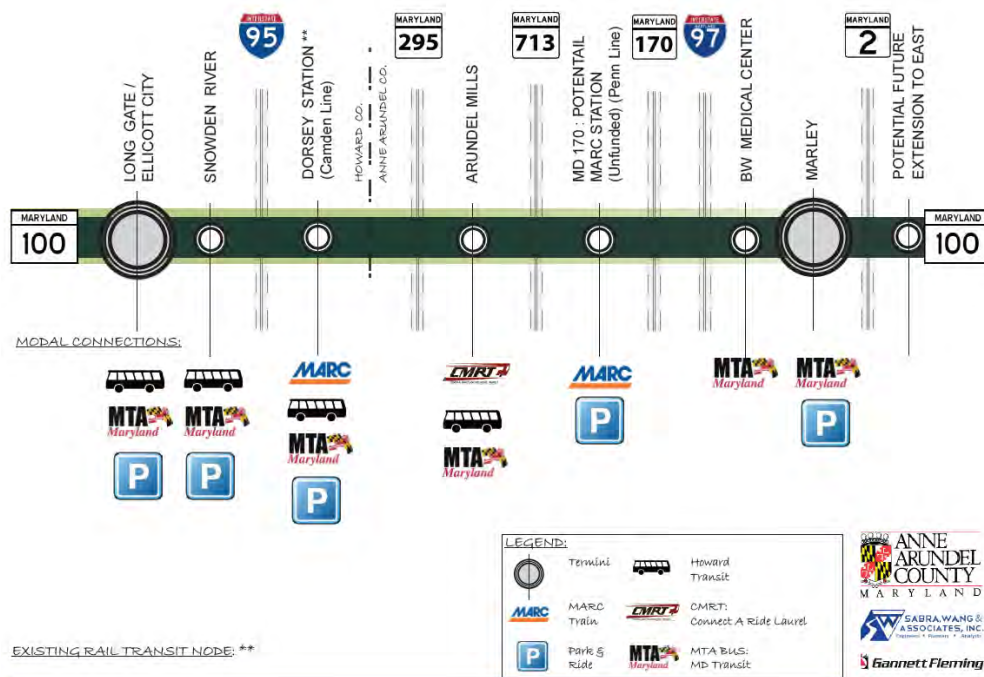 INTERSTATE
95
MARYLAND
295
MARYLAND
713
MARYLAND
170
INTERSTATE
97
MARYLAND
2
LONG GATE /
ELLICOTT CITY
SNOWDEN RIVER
DORSEY STATION **
(Camden Line)
HOWARD CO.
ANNE ARUNDEL CO.
ARUNDEL MILLS
MD 170 : POTENTAIL
MARC STATION
(Unfunded) (Penn Line)
BW MEDICAL CENTER
MARLEY
POTENTIAL FUTURE
EXTENSION TO EAST
MARYLAND
100
MARYLAND
100
MODAL CONNECTIONS:
MTA
Maryland
P
MTA
Maryland
P
MARC
MTA
Maryland
P
CMRT
MTA
Maryland
MARC
P
MTA
Maryland
MTA
Maryland
P
LEGEND:
Termini
Howard
Transit
MARC
MARC
Train
CMRT
CMRT:
Connect A Ride Laurel
P
Park &
Ride
MTA
Maryland
MTA BUS:
MD Transit
EXISTING RAIL TRANSIT NODE: **
ANNE
ARUNDEL
COUNTY
MARYLAND
SW
SABRA, WANG &
ASSOCIATES, INC.
Engineers • Planners • Analysts
Gannett Fleming